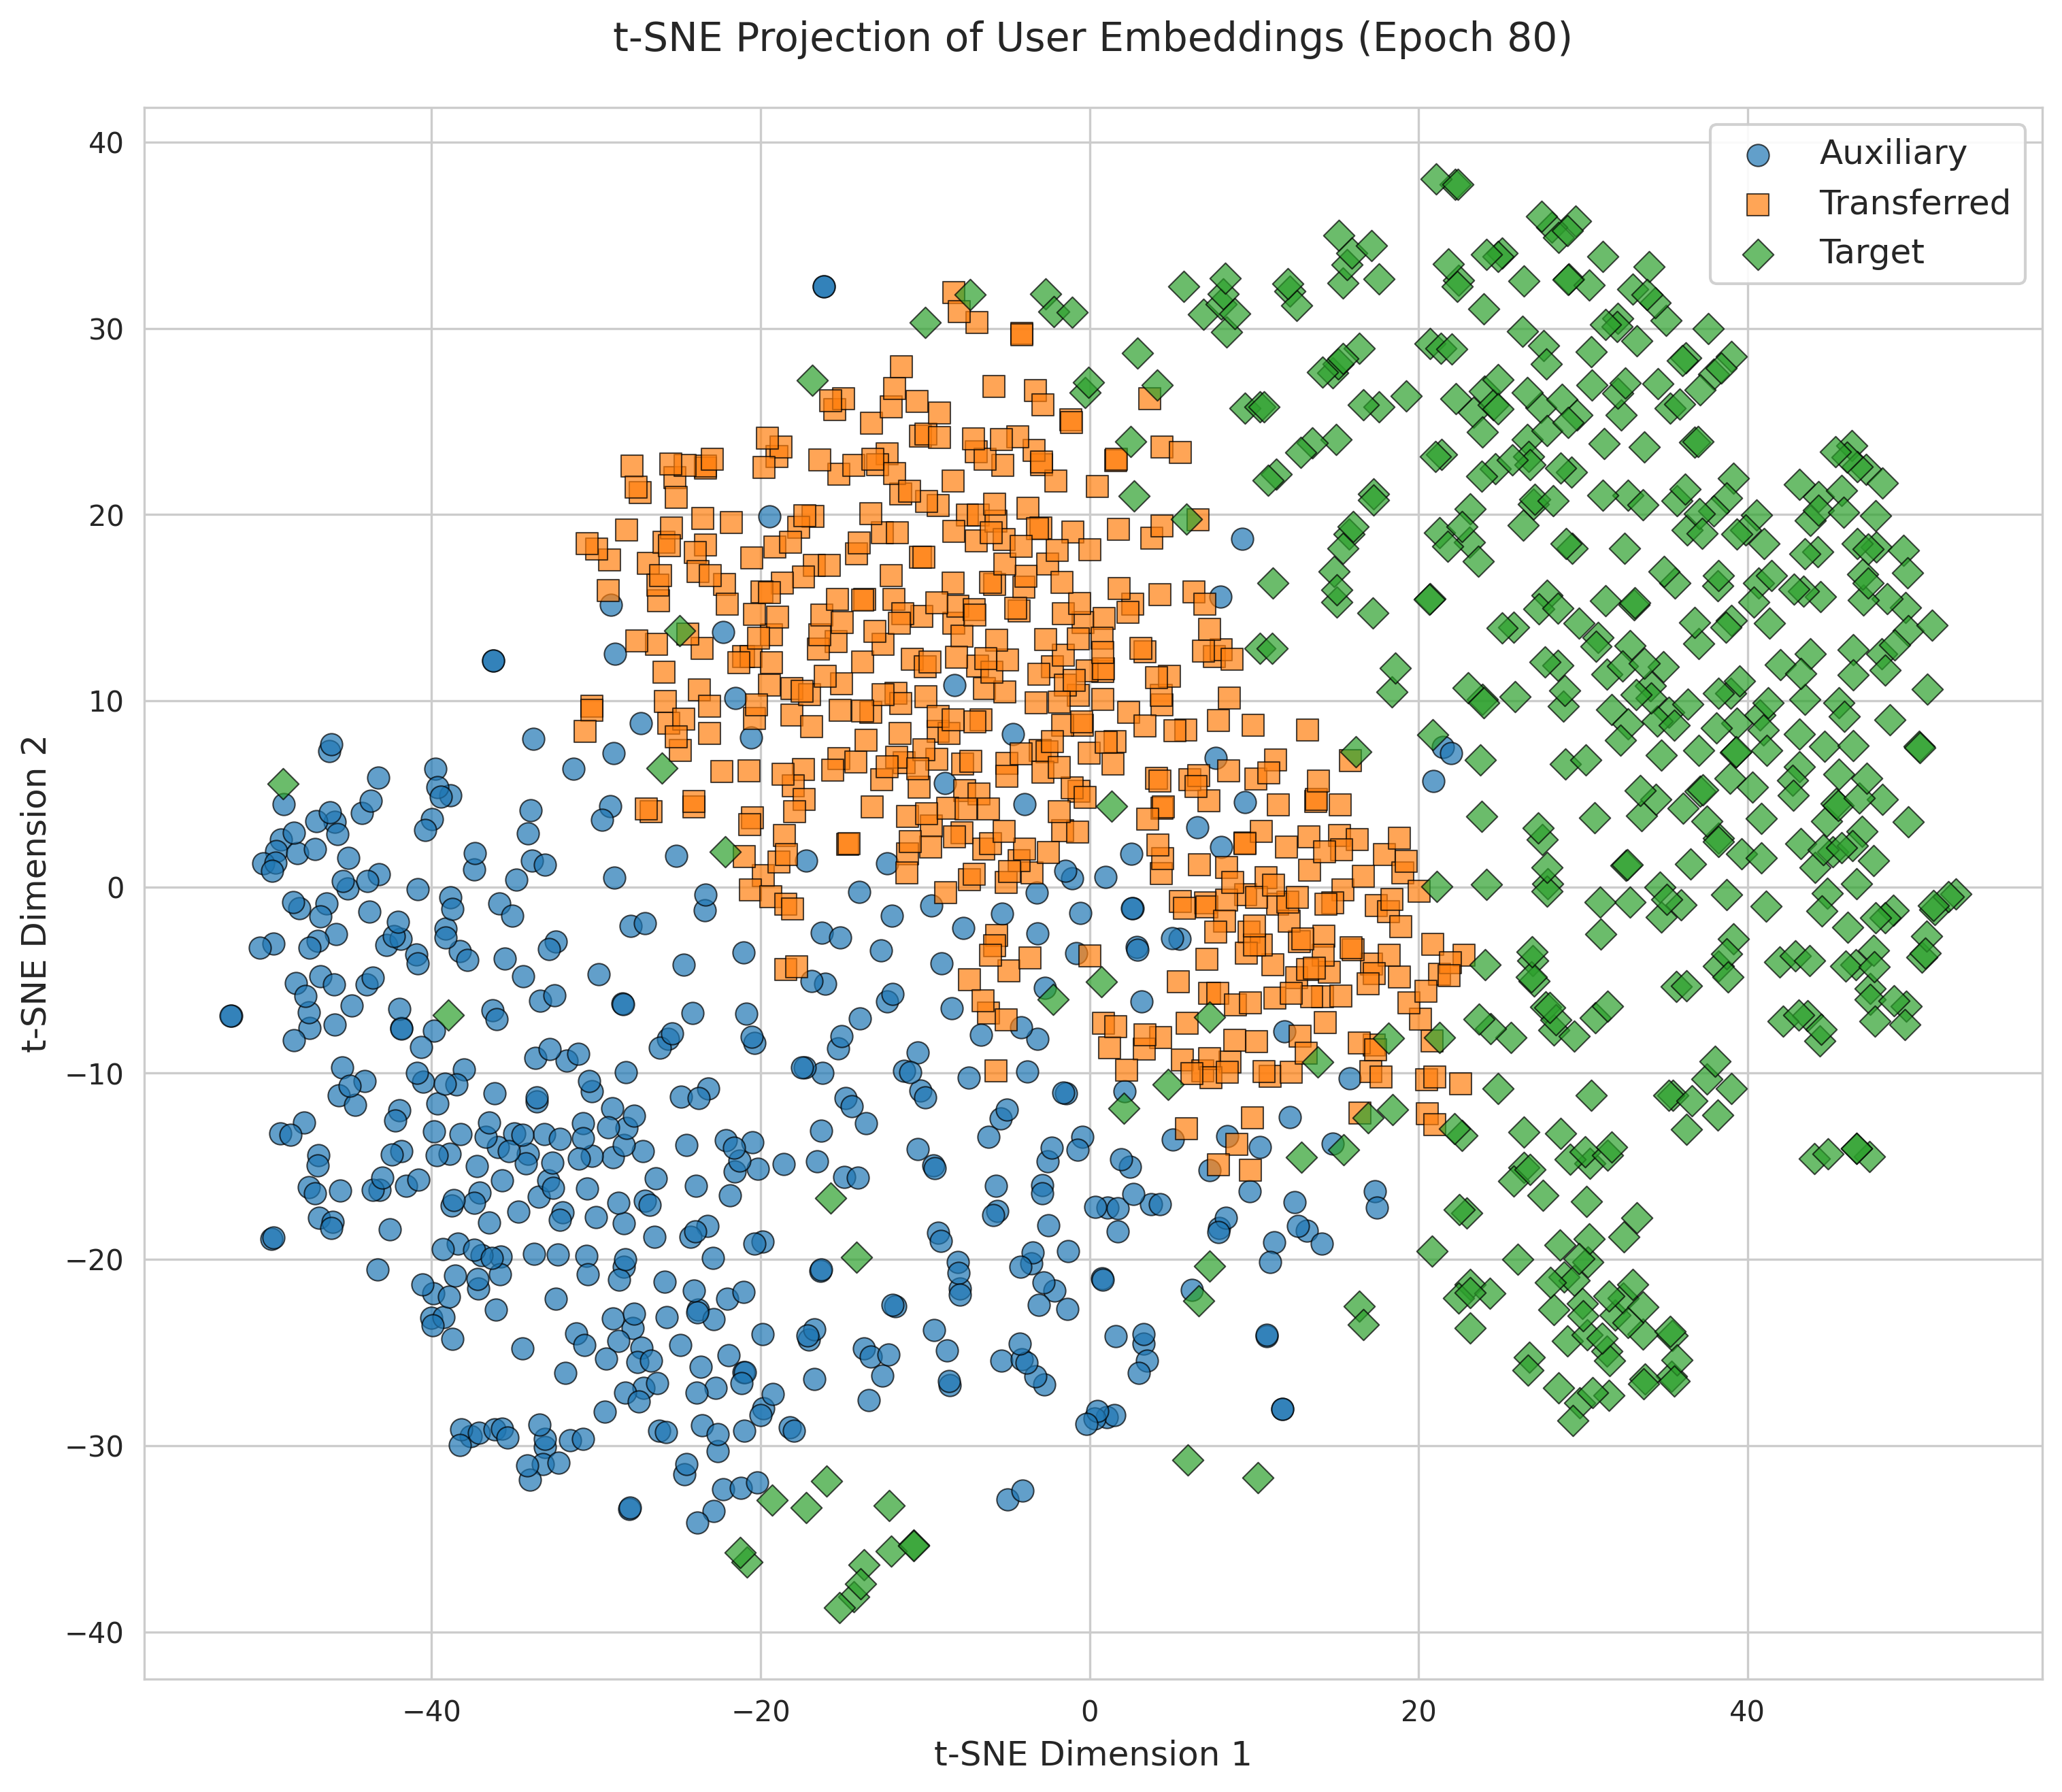 t-SNE Projection of User Embeddings (Epoch 80)
Auxiliary
Transferred
Target
40
30
20
10
0
−10
−20
−30
−40
t-SNE Dimension 2
−40
−20
0
20
40
t-SNE Dimension 1